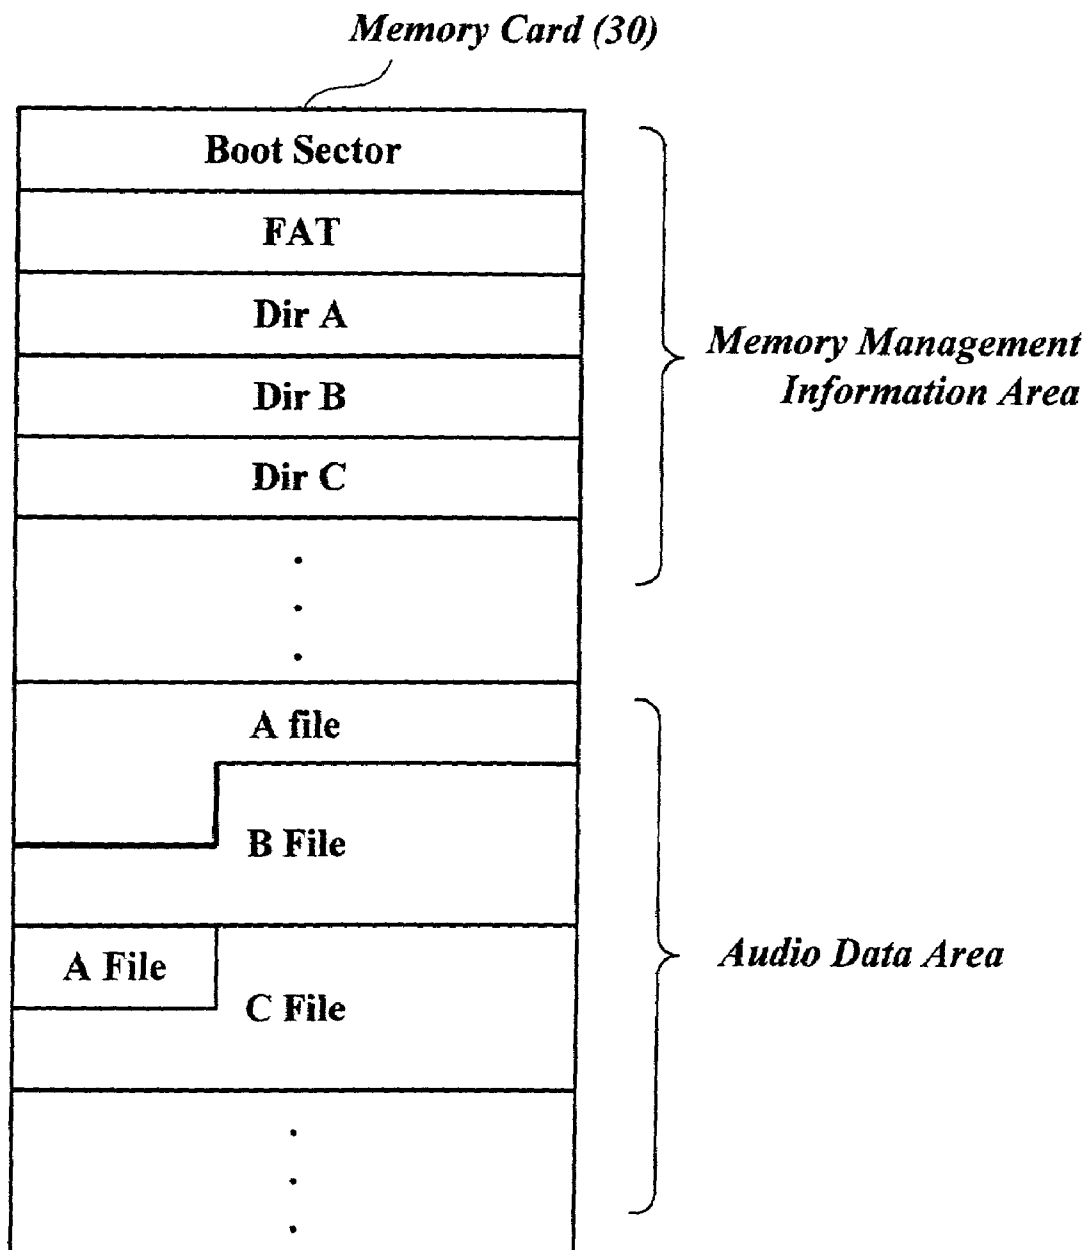 Memory Card (30)
Boot Sector
FAT
Dir A
Dir B
Dir C
Memory Management
Information Area
A file
B File
A File
C File
Audio Data Area